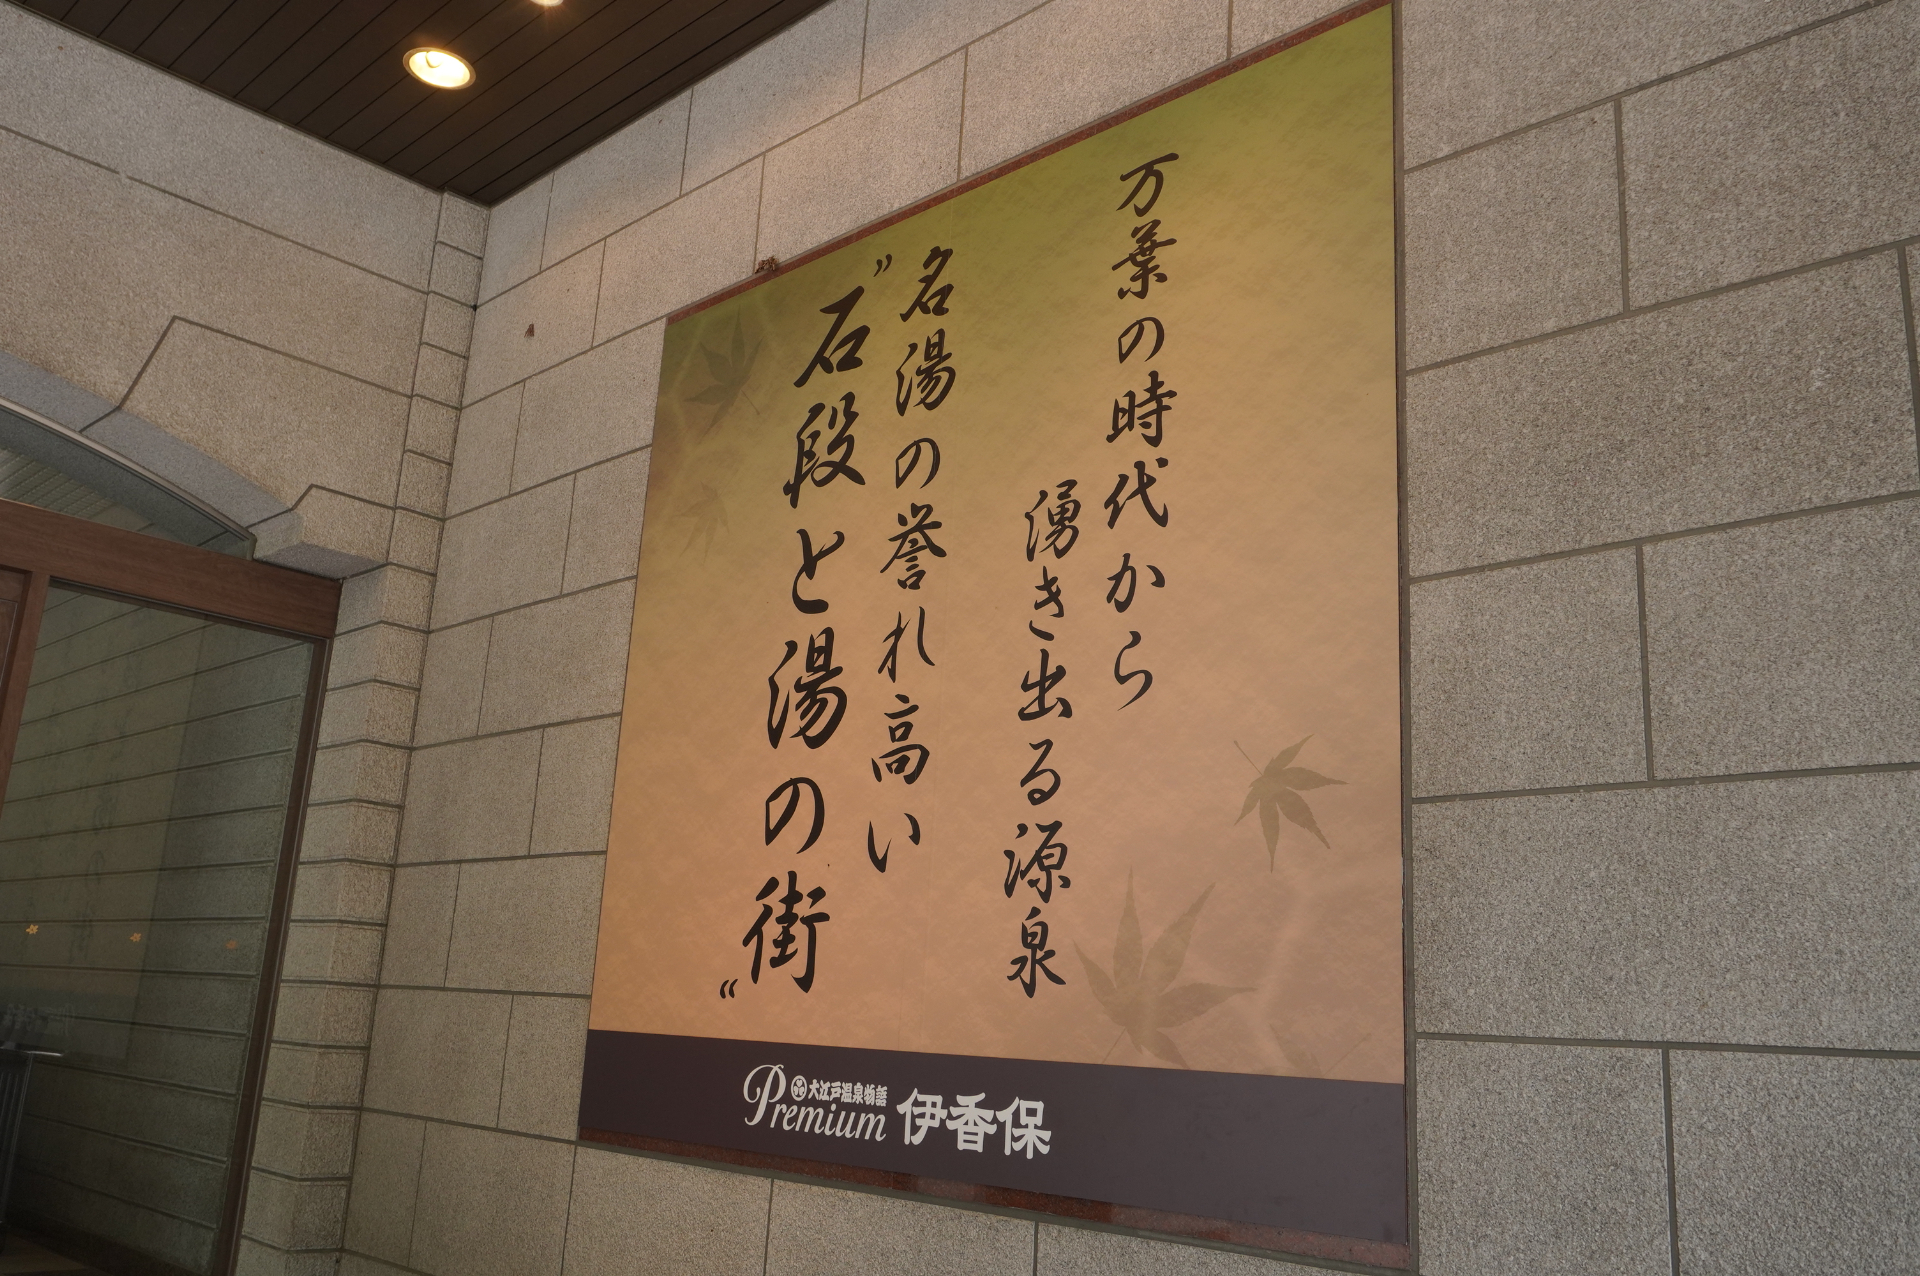 万葉の時代から
湧き出る源泉
名湯の誉れ高い
〝石段と湯の街〟
大江戸温泉物語
Premium 伊香保